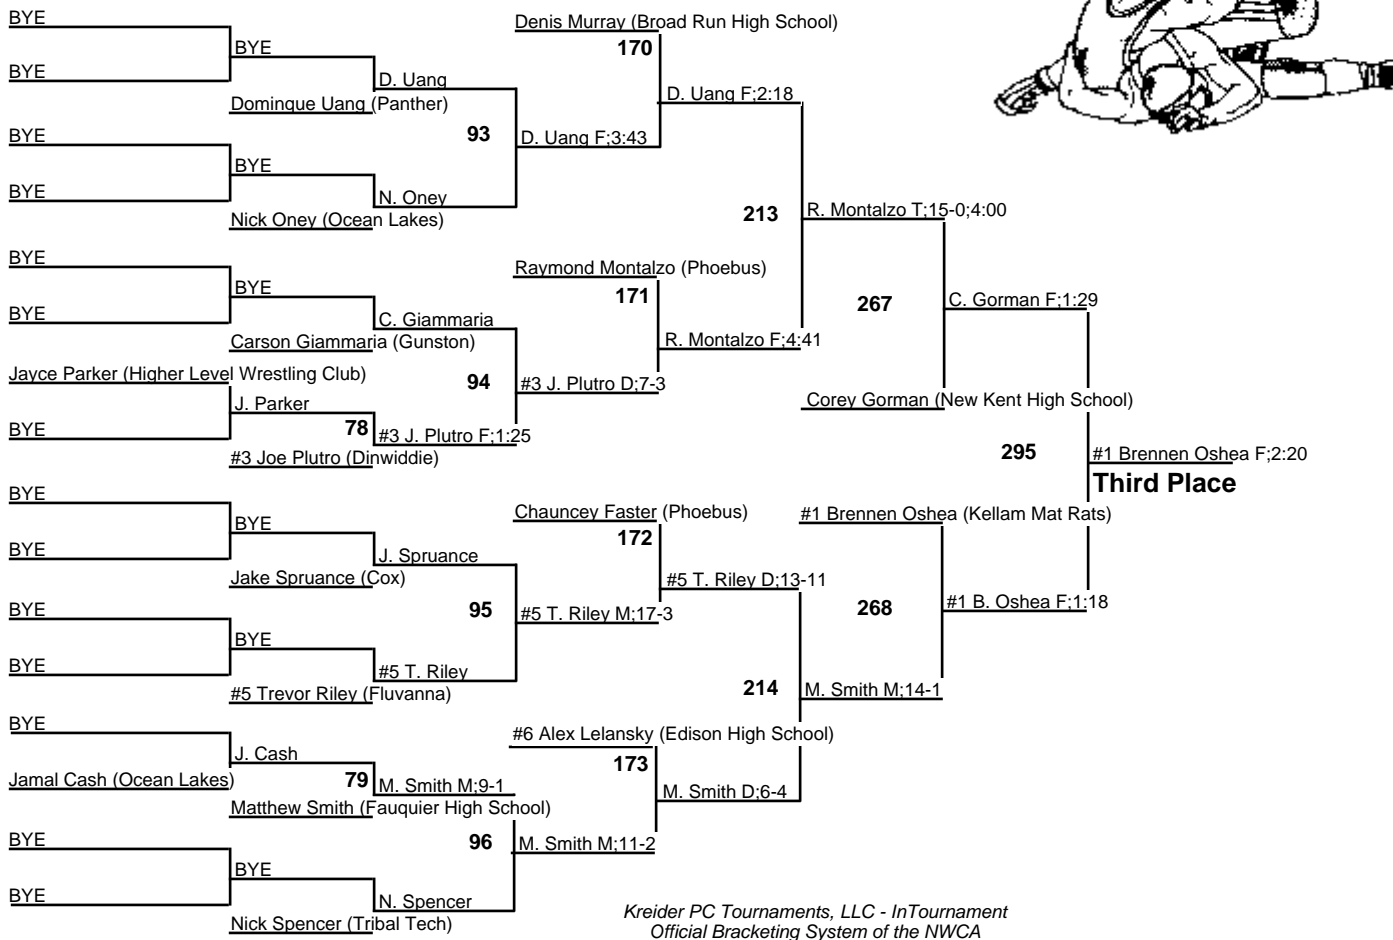 BYE
Denis Murray (Broad Run High School)
BYE
170
BYE
D. Uang
D. Uang F;2:18
Dominque Uang (Panther)
BYE
93
D. Uang F;3:43
BYE
BYE
N. Oney
213
R. Montalzo T;15-0;4:00
Nick Oney (Ocean Lakes)
BYE
Raymond Montalzo (Phoebus)
BYE
171
267
C. Gorman F;1:29
BYE
C. Giammaria
Carson Giammaria (Gunston)
R. Montalzo F;4:41
Jayce Parker (Higher Level Wrestling Club)
94
#3 J. Plutro D;7-3
J. Parker
Corey Gorman (New Kent High School)
BYE
78
#3 J. Plutro F;1:25
295
#1 Brennen Oshea F;2:20
#3 Joe Plutro (Dinwiddie)
Third Place
BYE
Chauncey Faster (Phoebus)
#1 Brennen Oshea (Kellam Mat Rats)
BYE
172
BYE
J. Spruance
Jake Spruance (Cox)
#5 T. Riley D;13-11
BYE
95
#5 T. Riley M;17-3
268
#1 B. Oshea F;1:18
BYE
BYE
#5 T. Riley
#5 Trevor Riley (Fluvanna)
214
M. Smith M;14-1
BYE
#6 Alex Lelansky (Edison High School)
J. Cash
173
Jamal Cash (Ocean Lakes)
79
M. Smith M;9-1
M. Smith D;6-4
Matthew Smith (Fauquier High School)
BYE
96
M. Smith M;11-2
BYE
BYE
N. Spencer
Nick Spencer (Tribal Tech)
Kreider PC Tournaments, LLC - InTournament
Official Bracketing System of the NWCA